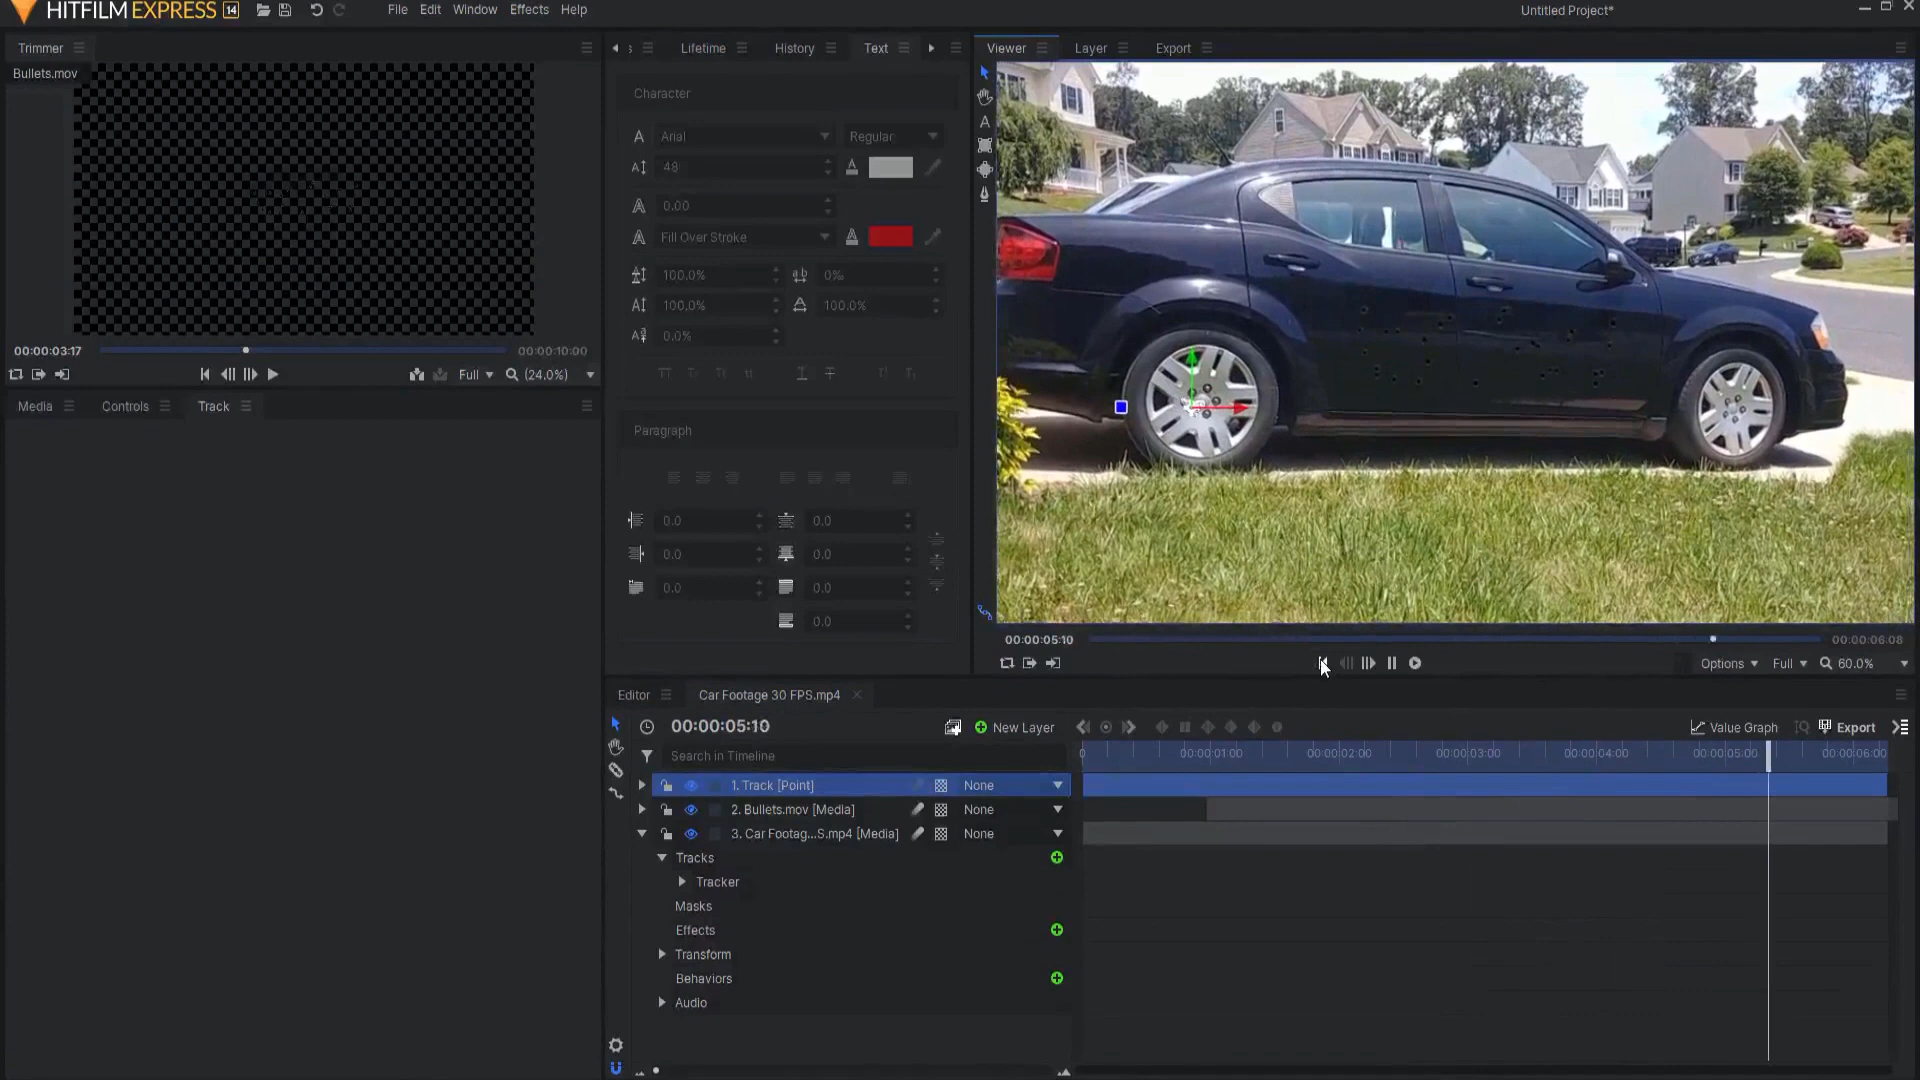 HITFILM EXPRESS 14
File Edit Window Effects Help
Untitled Project*
Trimmer
Bullets.mov
00:00:03:17
00:00:10:00
Full
(24.0%)
Media
Controls
Track
s
Lifetime
History
Text
Character
Arial
Regular
48
0.00
Fill Over Stroke
100.0%
0%
100.0%
100.0%
0.0%
Paragraph
0.0
0.0
0.0
0.0
0.0
0.0
0.0
Viewer
Layer
Export
00:00:05:10
00:00:06:08
Options
Full
60.0%
Editor
Car Footage 30 FPS.mp4
00:00:05:10
New Layer
Value Graph
Export
Search in Timeline
0
00:00:01:00
00:00:02:00
00:00:03:00
00:00:04:00
00:00:05:00
00:00:06:00
1. Track [Point]
None
2. Bullets.mov [Media]
None
3. Car Footag...S.mp4 [Media]
None
Tracks
Tracker
Masks
Effects
Transform
Behaviors
Audio